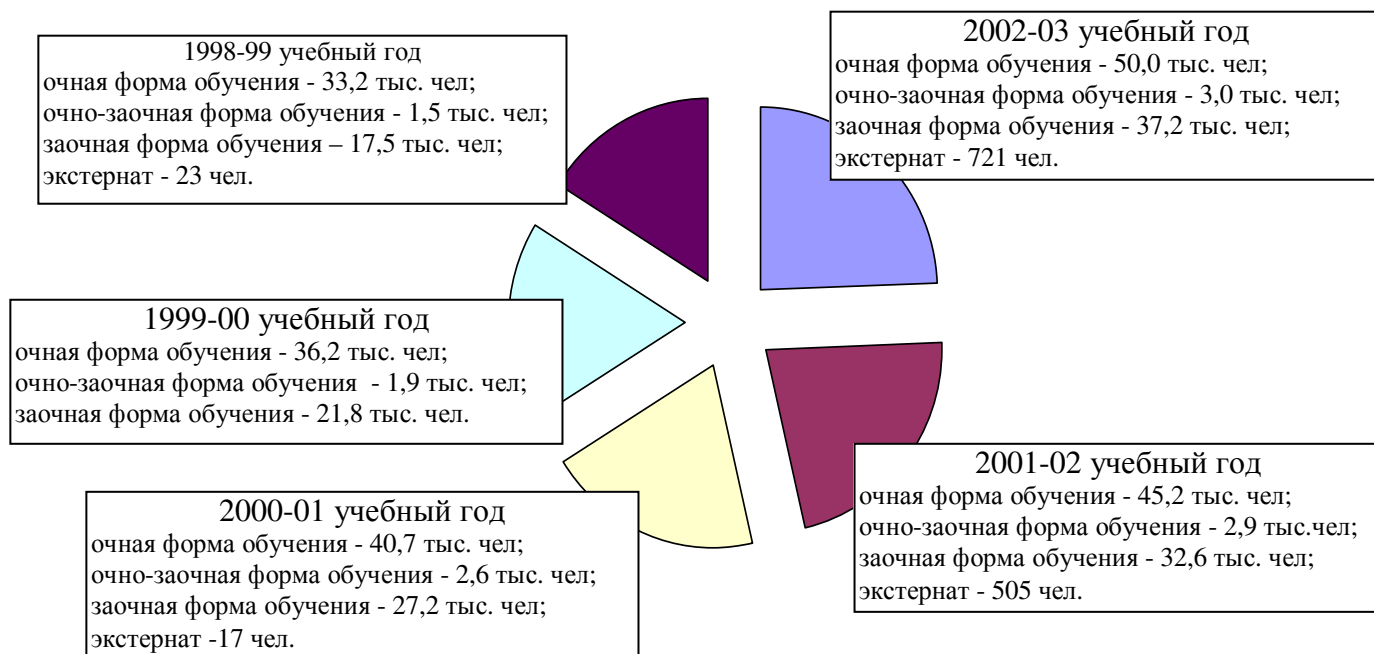 1998-99 учебный год
очная форма обучения - 33,2 тыс. чел;
очно-заочная форма обучения - 1,5 тыс. чел;
заочная форма обучения – 17,5 тыс. чел;
экстернат - 23 чел.
2002-03 учебный год
очная форма обучения - 50,0 тыс. чел;
очно-заочная форма обучения - 3,0 тыс. чел;
заочная форма обучения - 37,2 тыс. чел;
экстернат - 721 чел.
1999-00 учебный год
очная форма обучения - 36,2 тыс. чел;
очно-заочная форма обучения - 1,9 тыс. чел;
заочная форма обучения - 21,8 тыс. чел.
2001-02 учебный год
очная форма обучения - 45,2 тыс. чел;
очно-заочная форма обучения - 2,9 тыс.чел;
заочная форма обучения - 32,6 тыс. чел;
экстернат - 505 чел.
2000-01 учебный год
очная форма обучения - 40,7 тыс. чел;
очно-заочная форма обучения - 2,6 тыс. чел;
заочная форма обучения - 27,2 тыс. чел;
экстернат -17 чел.